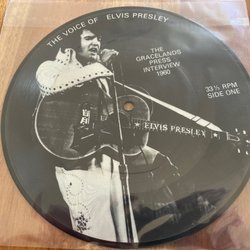 THE VOICE OF ELVIS PRESLEY
THE
GRACELANDS
PRESS
INTERVIEW
1960
33⅓ RPM
SIDE ONE
★ELVIS PRESLEY★